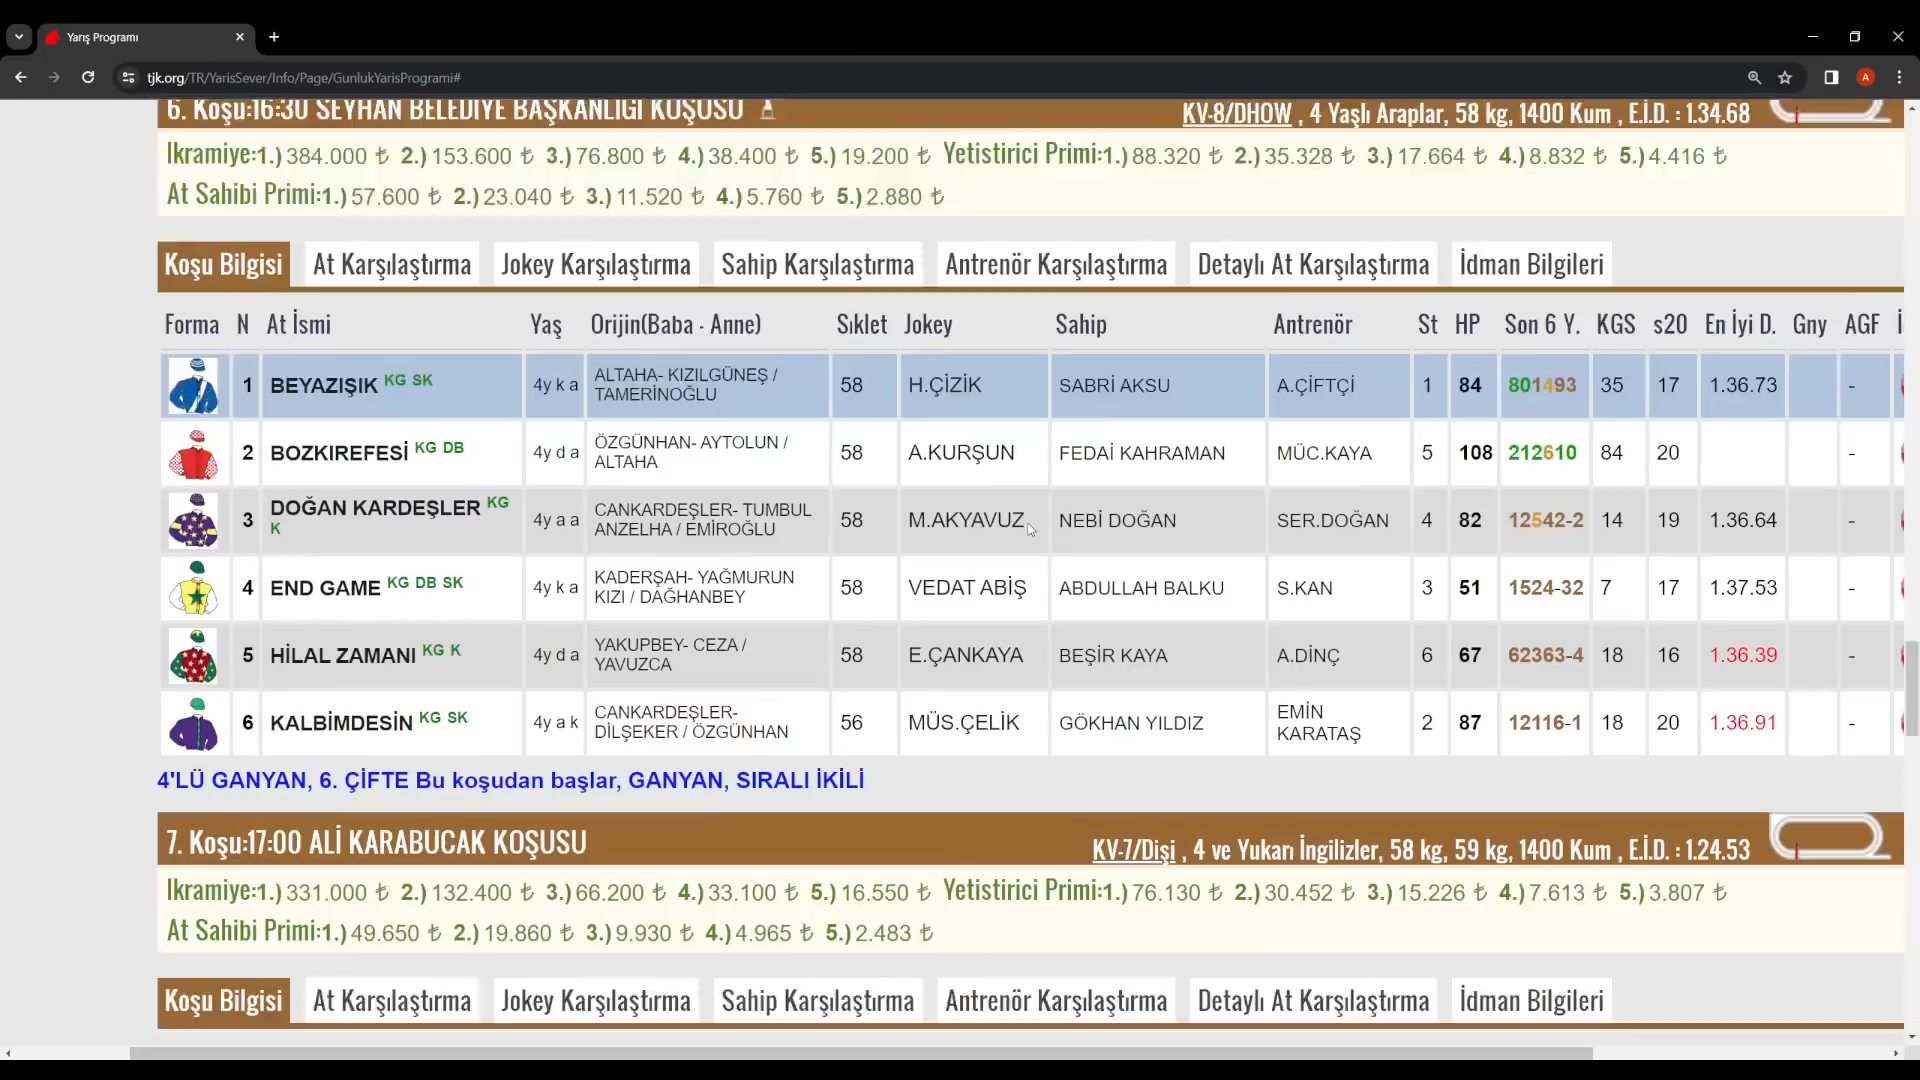 Yarış Programı
tjk.org/TR/YarisSever/Info/Page/GunlukYarisProgrami#
A
6. Koşu:16:30 SEYHAN BELEDİYE BAŞKANLIĞI KOŞUSU KV-8/DHOW , 4 Yaşlı Araplar, 58 kg, 1400 Kum , E.İ.D. : 1.34.68
Ikramiye:1.) 384.000 ₺ 2.) 153.600 ₺ 3.) 76.800 ₺ 4.) 38.400 ₺ 5.) 19.200 ₺ Yetistirici Primi:1.) 88.320 ₺ 2.) 35.328 ₺ 3.) 17.664 ₺ 4.) 8.832 ₺ 5.) 4.416 ₺
At Sahibi Primi:1.) 57.600 ₺ 2.) 23.040 ₺ 3.) 11.520 ₺ 4.) 5.760 ₺ 5.) 2.880 ₺
Koşu Bilgisi At Karşılaştırma Jokey Karşılaştırma Sahip Karşılaştırma Antrenör Karşılaştırma Detaylı At Karşılaştırma İdman Bilgileri
Forma N At İsmi Yaş Orijin(Baba - Anne) Sıklet Jokey Sahip Antrenör St HP Son 6 Y. KGS s20 En İyi D. Gny AGF
1 BEYAZIŞIK KG SK 4y k a ALTAHA- KIZILGÜNEŞ / TAMERİNOĞLU 58 H.ÇİZİK SABRİ AKSU A.ÇİFTÇİ 1 84 801493 35 17 1.36.73 -
2 BOZKIREFESİ KG DB 4y d a ÖZGÜNHAN- AYTOLUN / ALTAHA 58 A.KURŞUN FEDAİ KAHRAMAN MÜC.KAYA 5 108 212610 84 20 -
3 DOĞAN KARDEŞLER KG K 4y a a CANKARDEŞLER- TUMBUL ANZELHA / EMİROĞLU 58 M.AKYAVUZ NEBİ DOĞAN SER.DOĞAN 4 82 12542-2 14 19 1.36.64 -
4 END GAME KG DB SK 4y k a KADERŞAH- YAĞMURUN KIZI / DAĞHANBEY 58 VEDAT ABİŞ ABDULLAH BALKU S.KAN 3 51 1524-32 7 17 1.37.53 -
5 HİLAL ZAMANI KG K 4y d a YAKUPBEY- CEZA / YAVUZCA 58 E.ÇANKAYA BEŞİR KAYA A.DİNÇ 6 67 62363-4 18 16 1.36.39 -
6 KALBİMDESİN KG SK 4y a k CANKARDEŞLER- DİLŞEKER / ÖZGÜNHAN 56 MÜS.ÇELİK GÖKHAN YILDIZ EMİN KARATAŞ 2 87 12116-1 18 20 1.36.91 -
4'LÜ GANYAN, 6. ÇİFTE Bu koşudan başlar, GANYAN, SIRALI İKİLİ
7. Koşu:17:00 ALİ KARABUCAK KOŞUSU KV-7/Dişi , 4 ve Yukarı İngilizler, 58 kg, 59 kg, 1400 Kum , E.İ.D. : 1.24.53
Ikramiye:1.) 331.000 ₺ 2.) 132.400 ₺ 3.) 66.200 ₺ 4.) 33.100 ₺ 5.) 16.550 ₺ Yetistirici Primi:1.) 76.130 ₺ 2.) 30.452 ₺ 3.) 15.226 ₺ 4.) 7.613 ₺ 5.) 3.807 ₺
At Sahibi Primi:1.) 49.650 ₺ 2.) 19.860 ₺ 3.) 9.930 ₺ 4.) 4.965 ₺ 5.) 2.483 ₺
Koşu Bilgisi At Karşılaştırma Jokey Karşılaştırma Sahip Karşılaştırma Antrenör Karşılaştırma Detaylı At Karşılaştırma İdman Bilgileri